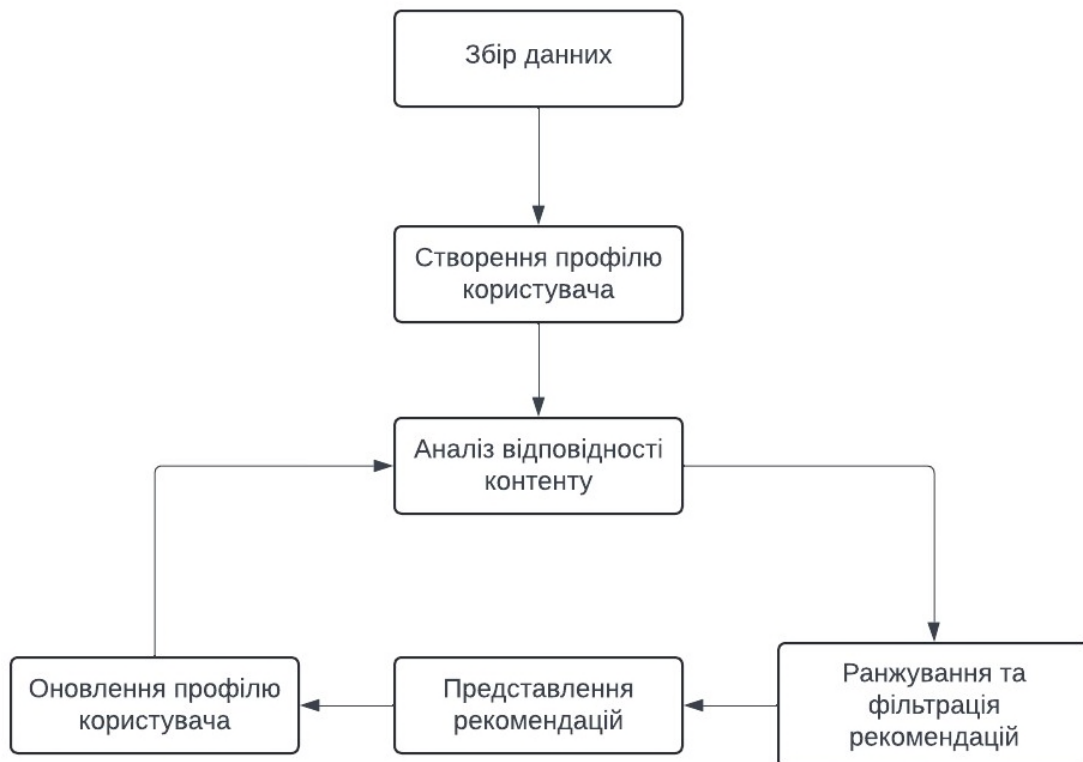 Збір данних
Створення профілю
користувача
Аналіз відповідності
контенту
Оновлення профілю
користувача
Представлення
рекомендацій
Ранжування та
фільтрація
рекомендацій